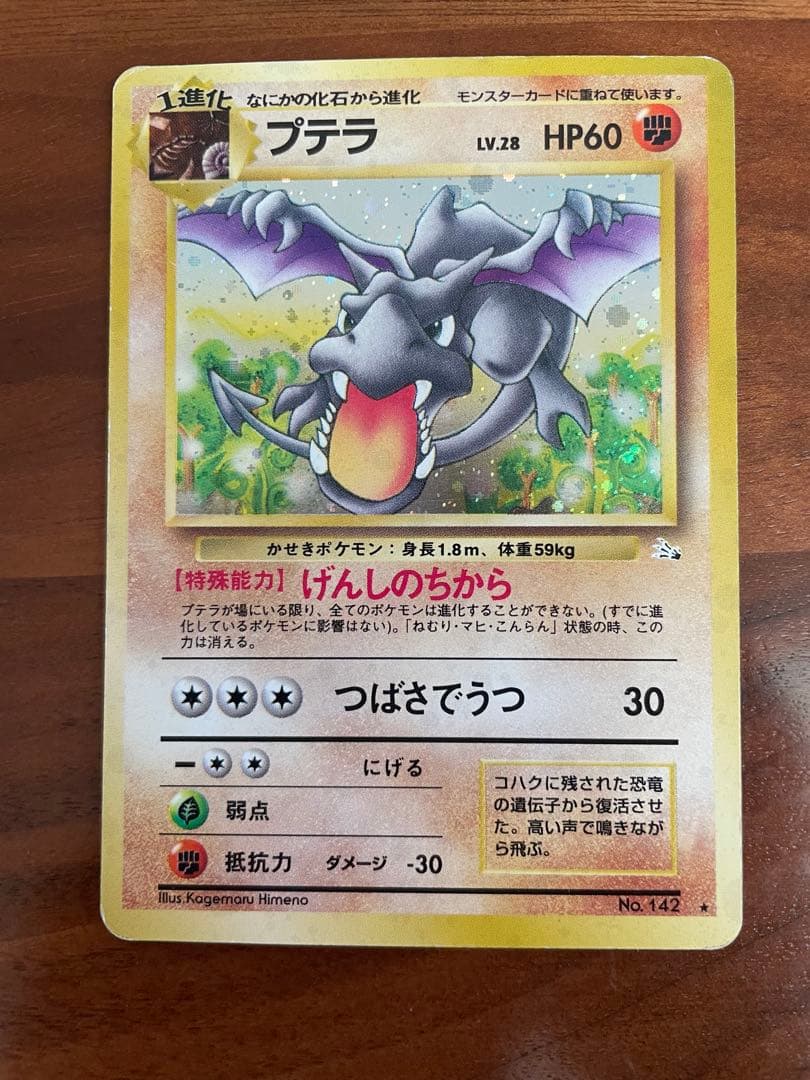 1進化 なにかの化石から進化 モンスターカードに重ねて使います。
プテラ LV.28 HP60
かせきポケモン：身長1.8m、体重59kg
【特殊能力】げんしのちから
プテラが場にいる限り、全てのポケモンは進化することができない。(すでに進
化しているポケモンに影響はない)。「ねむり・マヒ・こんらん」状態の時、この
力は消える。
つばさでうつ 30
にげる
弱点
抵抗力 ダメージ -30
コハクに残された恐竜
の遺伝子から復活させ
た。高い声で鳴きなが
ら飛ぶ。
Illus.Kagemaru Himeno No. 142 ★